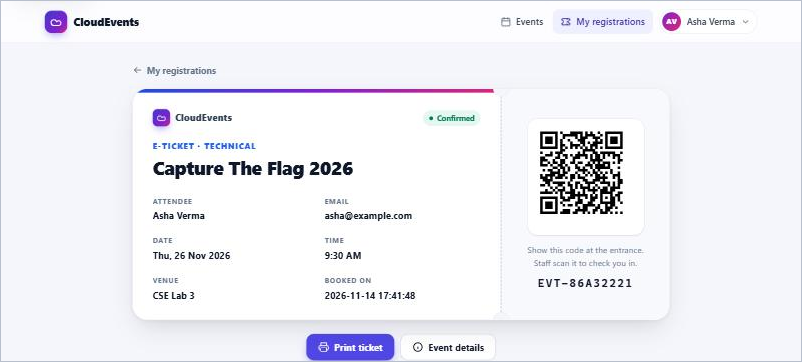 CloudEvents
Events
My registrations
AV
Asha Verma
← My registrations
CloudEvents
Confirmed
E-TICKET · TECHNICAL
Capture The Flag 2026
ATTENDEE
Asha Verma
EMAIL
asha@example.com
DATE
Thu, 26 Nov 2026
TIME
9:30 AM
VENUE
CSE Lab 3
BOOKED ON
2026-11-14 17:41:48
Show this code at the entrance.
Staff scan it to check you in.
EVT-86A32221
Print ticket
Event details